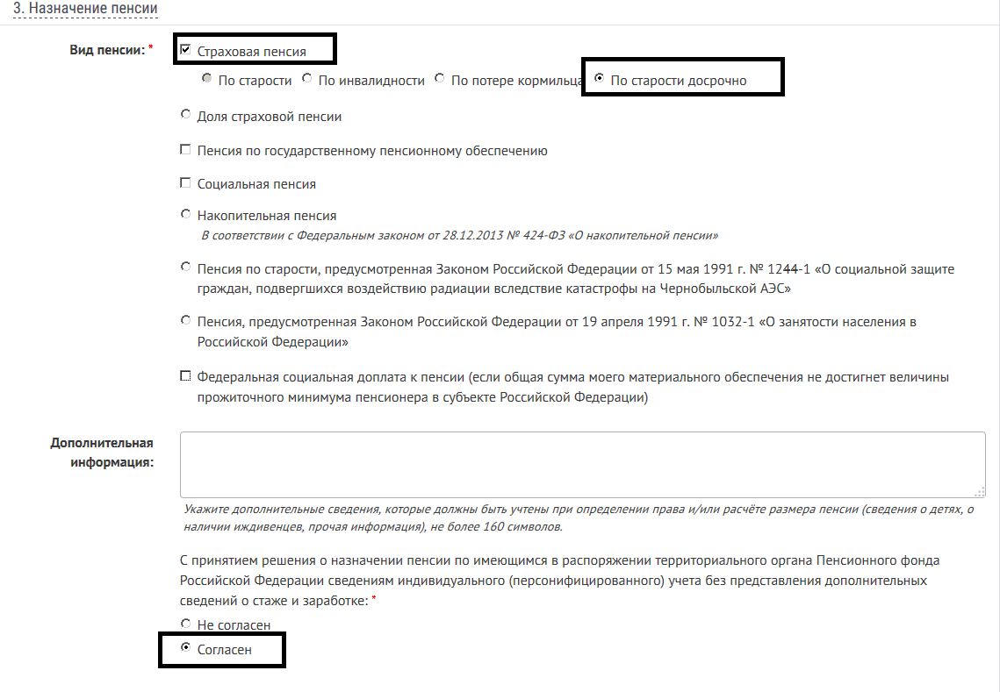 3. Назначение пенсии
Вид пенсии: *
Страховая пенсия
По старости По инвалидности По потере кормильца По старости досрочно
Доля страховой пенсии
Пенсия по государственному пенсионному обеспечению
Социальная пенсия
Накопительная пенсия
В соответствии с Федеральным законом от 28.12.2013 № 424-ФЗ «О накопительной пенсии»
Пенсия по старости, предусмотренная Законом Российской Федерации от 15 мая 1991 г. № 1244-1 «О социальной защите
граждан, подвергшихся воздействию радиации вследствие катастрофы на Чернобыльской АЭС»
Пенсия, предусмотренная Законом Российской Федерации от 19 апреля 1991 г. № 1032-1 «О занятости населения в
Российской Федерации»
Федеральная социальная доплата к пенсии (если общая сумма моего материального обеспечения не достигнет величины
прожиточного минимума пенсионера в субъекте Российской Федерации)
Дополнительная
информация:
Укажите дополнительные сведения, которые должны быть учтены при определении права и/или расчёте размера пенсии (сведения о детях, о
наличии иждивенцев, прочая информация), не более 160 символов.
С принятием решения о назначении пенсии по имеющимся в распоряжении территориального органа Пенсионного фонда
Российской Федерации сведениям индивидуального (персонифицированного) учета без представления дополнительных
сведений о стаже и заработке: *
Не согласен
Согласен